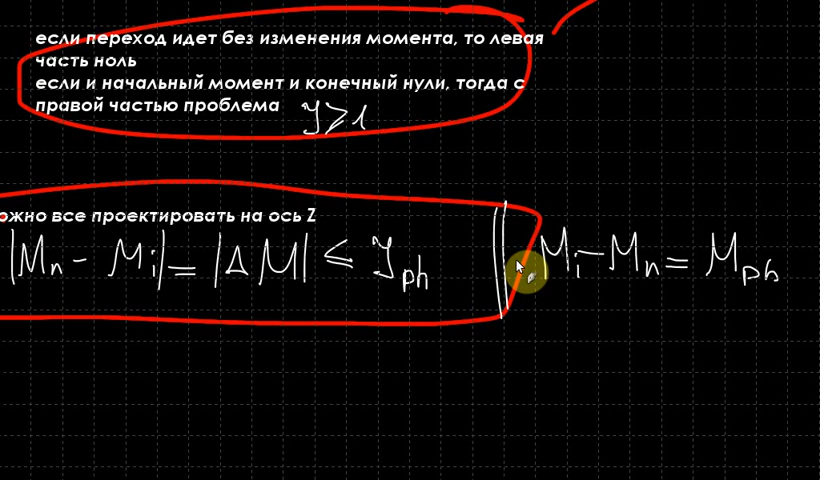 если переход идет без изменения момента, то левая
часть ноль
если и начальный момент и конечный нули, тогда с
правой частью проблема
J ⩾ 1
ожно все проектировать на ось Z
|Mn - Mi| = |ΔM| ≤ Jph || Mi - Mn = Mph